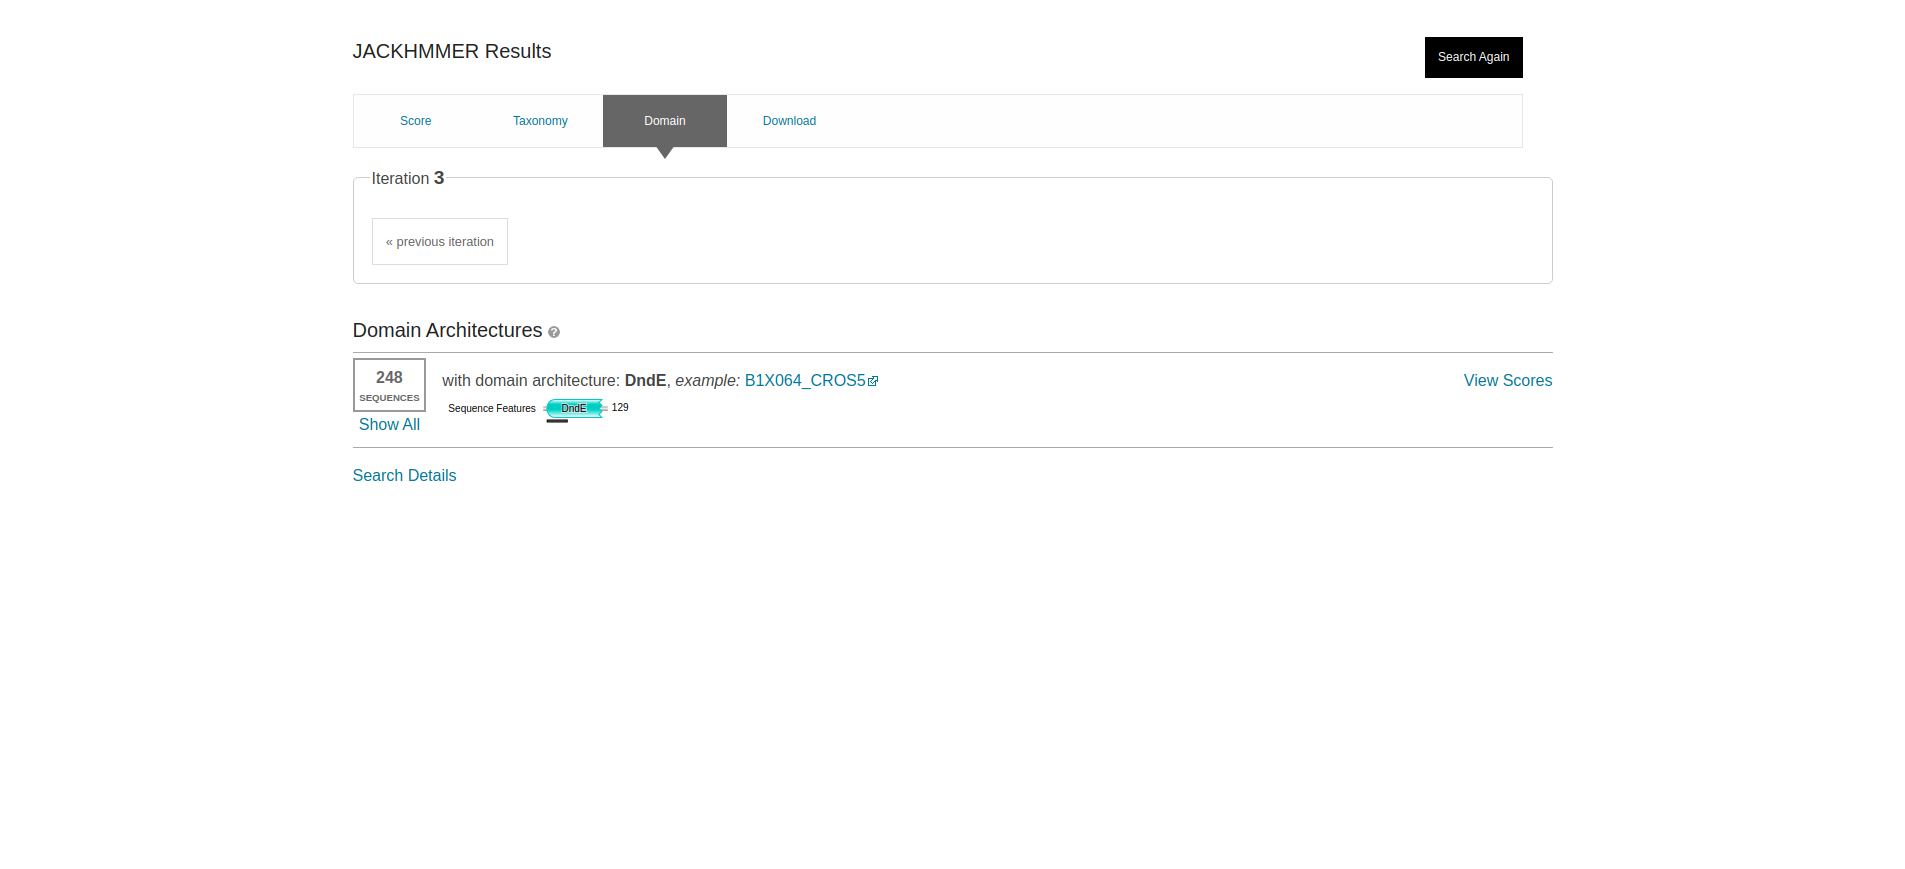 JACKHMMER Results
Search Again
Score Taxonomy Domain Download
Iteration 3
« previous iteration
Domain Architectures ?
248
SEQUENCES
Show All
with domain architecture: DndE, example: B1X064_CROS5
View Scores
Sequence Features DndE 129
Search Details